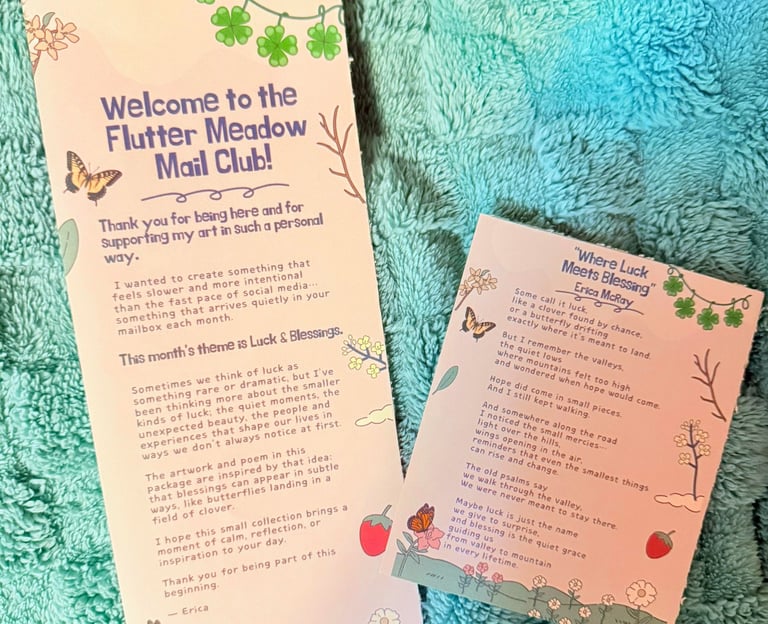 Welcome to the
Flutter Meadow
Mail Club!
Thank you for being here and for
supporting my art in such a personal
way.
I wanted to create something that
feels slower and more intentional
than the fast pace of social media...
something that arrives quietly in your
mailbox each month.
This month's theme is Luck & Blessings.
Sometimes we think of luck as
something rare or dramatic, but I've
been thinking more about the smaller
kinds of luck; the quiet moments, the
unexpected beauty, the people and
experiences that shape our lives in
ways we don't always notice at first.
The artwork and poem in this
package are inspired by that idea:
that blessings can appear in subtle
ways, like butterflies landing in a
field of clover.
I hope this small collection brings a
moment of calm, reflection, or
inspiration to your day.
Thank you for being part of this
beginning.
— Erica
"Where Luck
Meets Blessing"
Erica McRay
Some call it luck,
like a clover found by chance,
or a butterfly drifting
exactly where it's meant to land.
But I remember the valleys,
the quiet lows
where mountains felt too high
and wondered when hope would come.
Hope did come in small pieces.
And I still kept walking.
And somewhere along the road
I noticed the small mercies...
light over the hills,
wings opening in the air,
reminders that even the smallest things
can rise and change.
The old psalms say
we walk through the valley,
We were never meant to stay there.
Maybe luck is just the name
we give to surprise,
and blessing is the quiet grace
guiding us
from valley to mountain
in every lifetime.